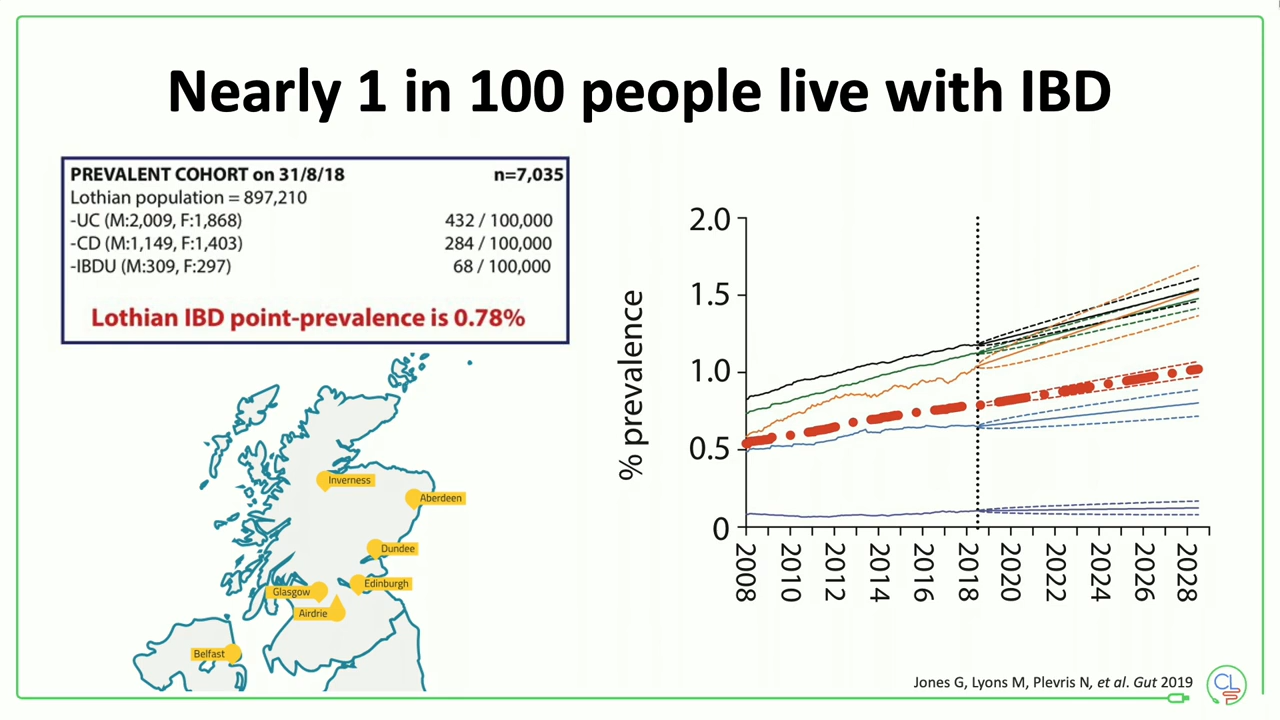 Nearly 1 in 100 people live with IBD
PREVALENT COHORT on 31/8/18 n=7,035
Lothian population = 897,210
-UC (M:2,009, F:1,868) 432 / 100,000
-CD (M:1,149, F:1,403) 284 / 100,000
-IBDU (M:309, F:297) 68 / 100,000
Lothian IBD point-prevalence is 0.78%
Inverness
Aberdeen
Dundee
Edinburgh
Glasgow
Airdrie
Belfast
% prevalence
2.0
1.5
1.0
0.5
0
2008 2010 2012 2014 2016 2018 2020 2022 2024 2026 2028
Jones G, Lyons M, Plevris N, et al. Gut 2019
CL